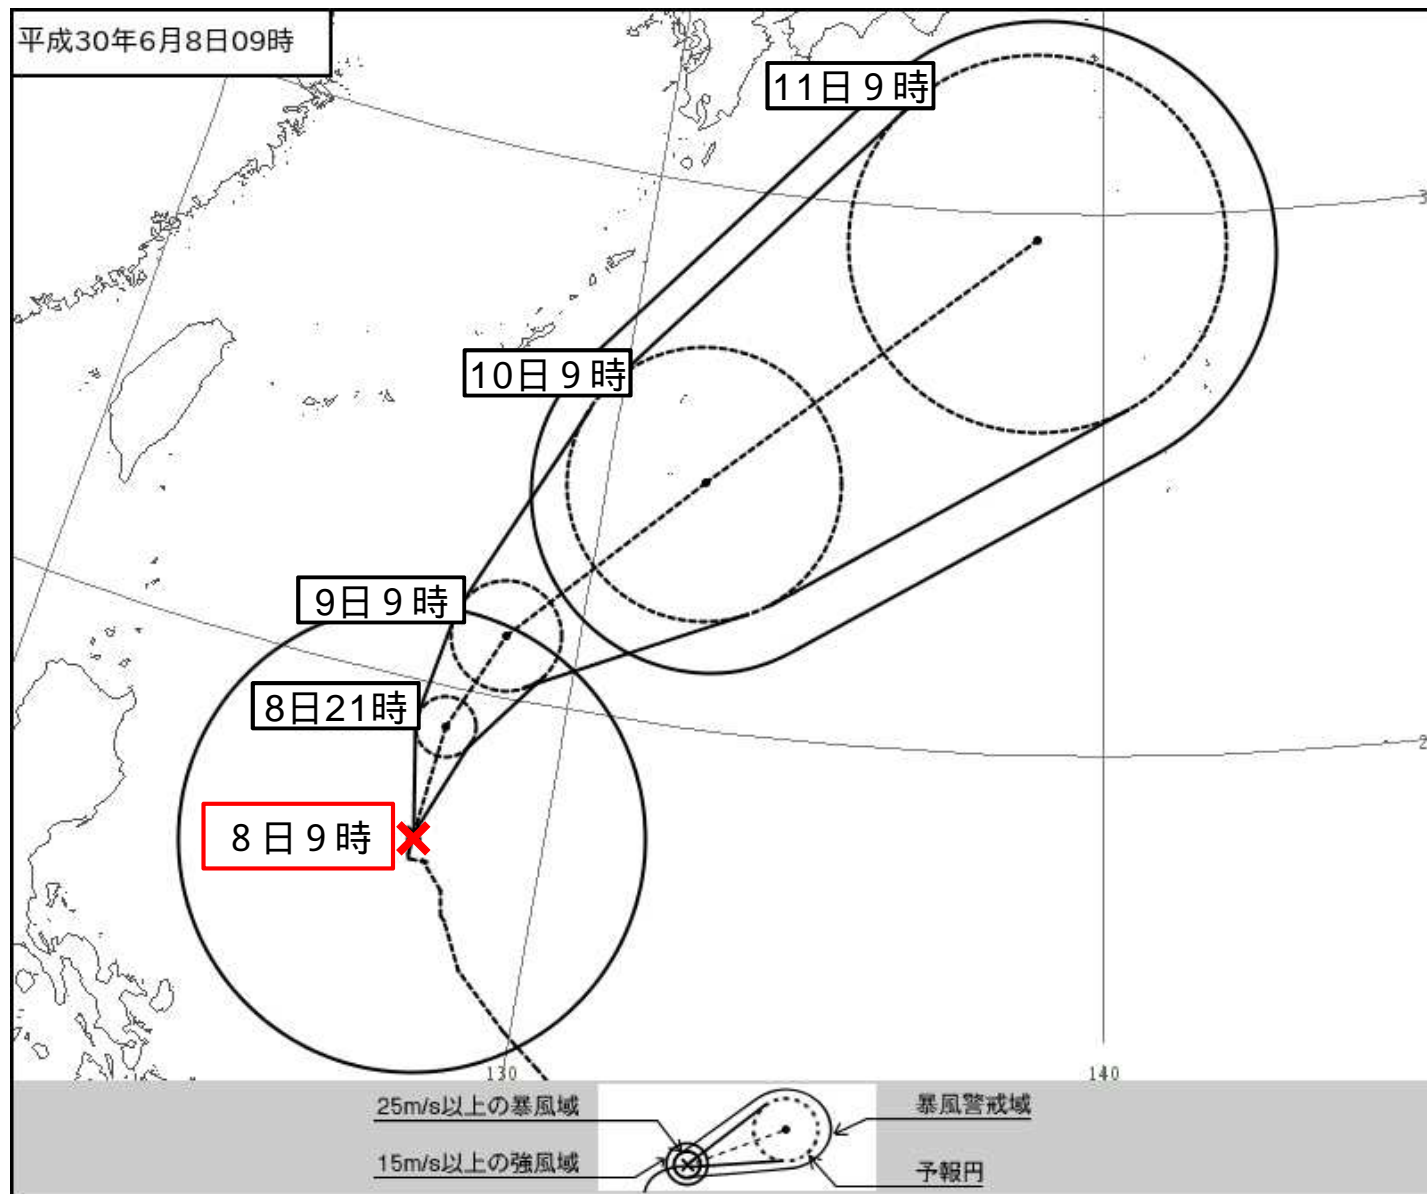 平成30年6月8日09時
11日９時
3
10日９時
9日９時
8日21時
８日９時
2
130
140
25m/s以上の暴風域
暴風警戒域
15m/s以上の強風域
予報円